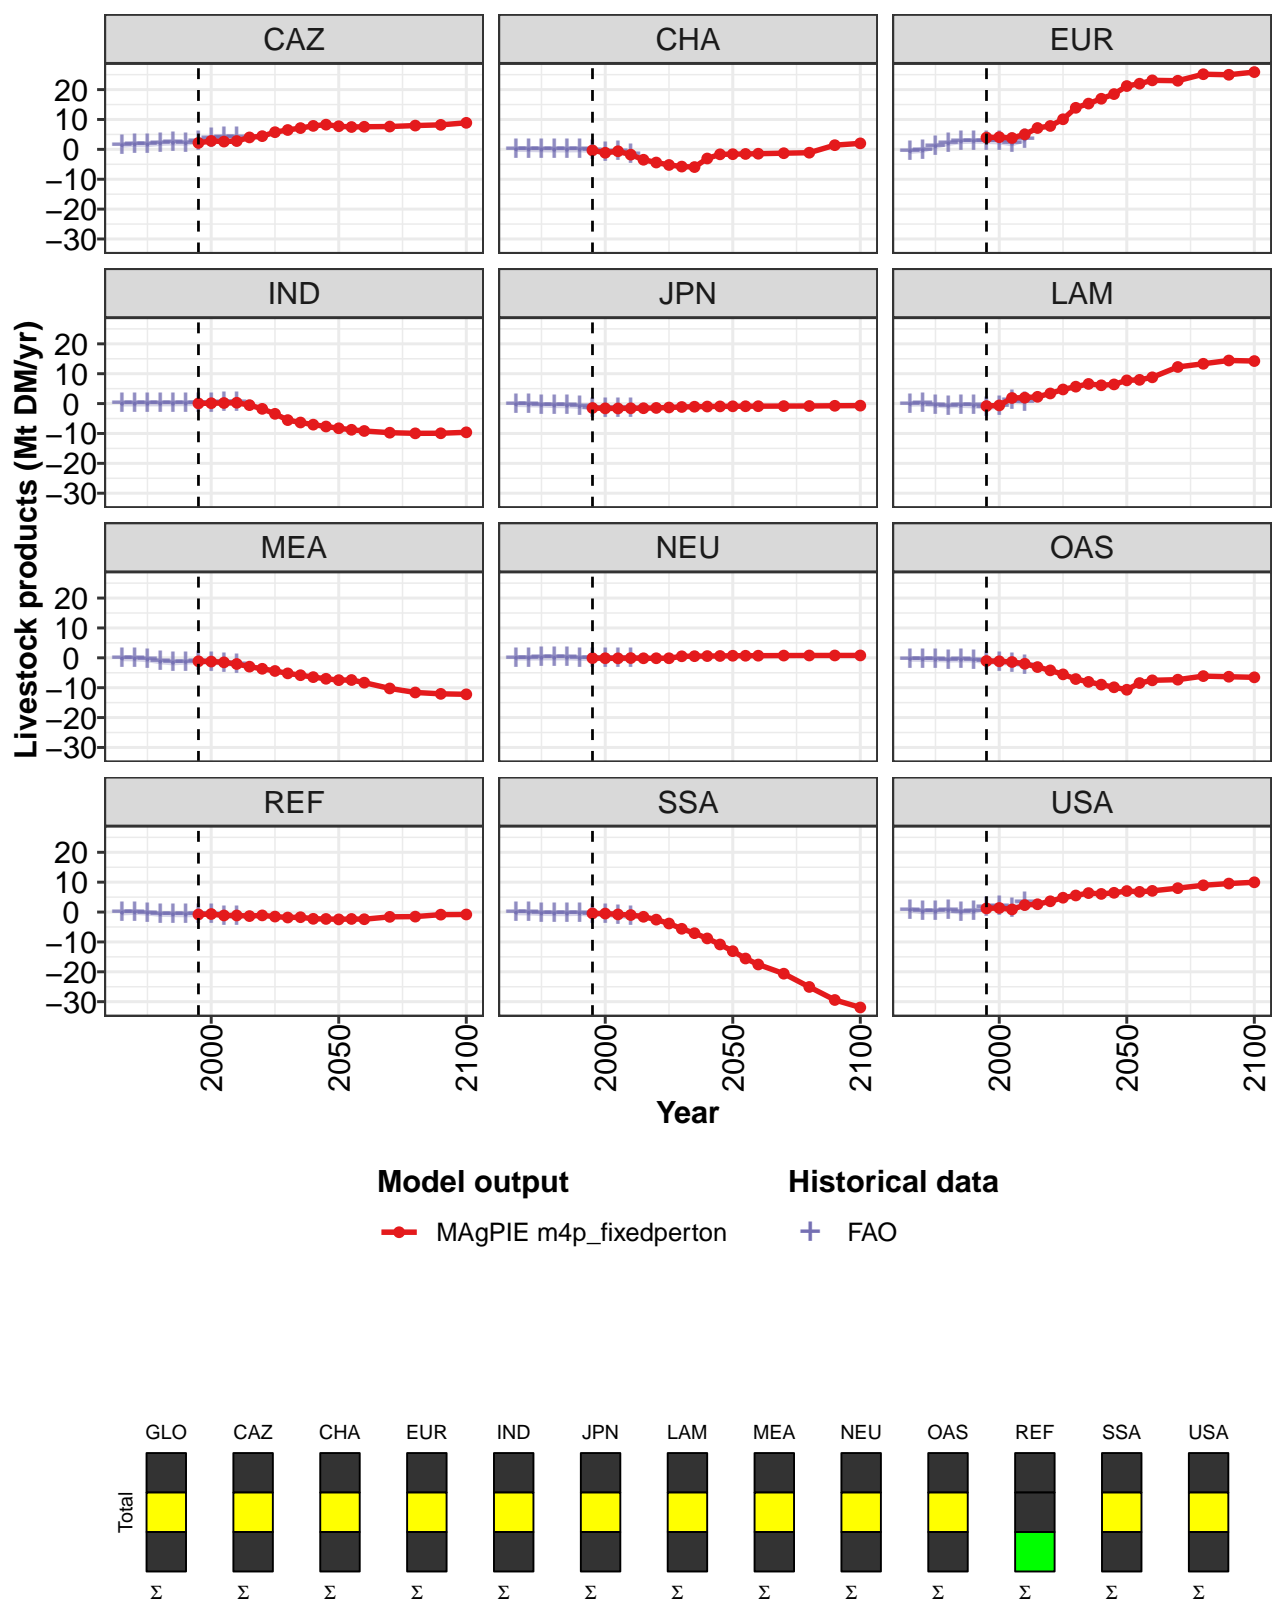 CAZ CHA EUR
20
10
0
−10
−20
−30
IND JPN LAM
20
10
0
−10
−20
−30
MEA NEU OAS
20
10
0
−10
−20
−30
REF SSA USA
20
10
0
−10
−20
−30
Livestock products (Mt DM/yr)
2000 2050 2100 2000 2050 2100 2000 2050 2100
Year
Model output Historical data
MAgPIE m4p_fixedperton FAO
GLO CAZ CHA EUR IND JPN LAM MEA NEU OAS REF SSA USA
Total
Σ Σ Σ Σ Σ Σ Σ Σ Σ Σ Σ Σ Σ